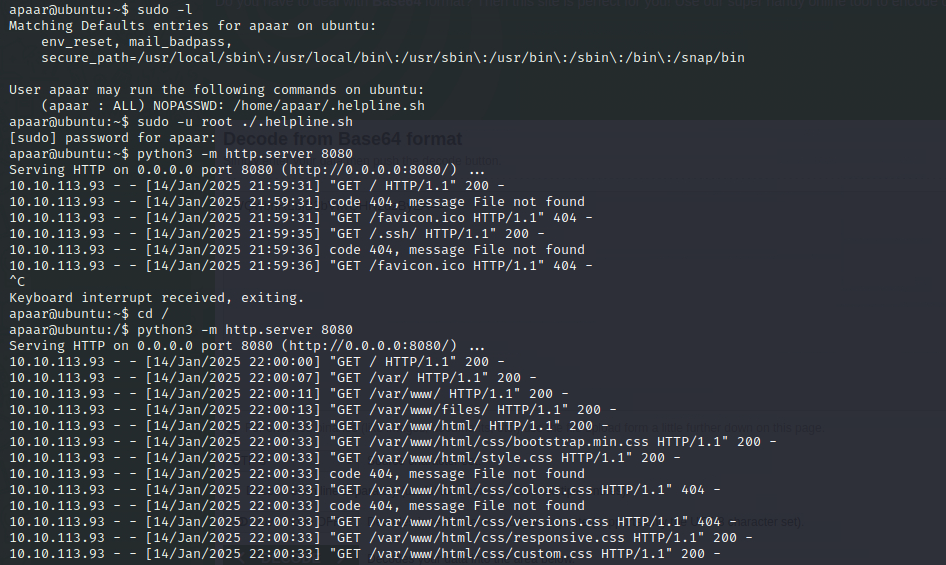 apaar@ubuntu:~$ sudo -l
Matching Defaults entries for apaar on ubuntu:
    env_reset, mail_badpass,
    secure_path=/usr/local/sbin\:/usr/local/bin\:/usr/sbin\:/usr/bin\:/sbin\:/bin\:/snap/bin

User apaar may run the following commands on ubuntu:
    (apaar : ALL) NOPASSWD: /home/apaar/.helpline.sh
apaar@ubuntu:~$ sudo -u root ./.helpline.sh
[sudo] password for apaar:
Decode from Base64 format
apaar@ubuntu:~$ python3 -m http.server 8080
Serving HTTP on 0.0.0.0 port 8080 (http://0.0.0.0:8080/) ...
10.10.113.93 - - [14/Jan/2025 21:59:31] "GET / HTTP/1.1" 200 -
10.10.113.93 - - [14/Jan/2025 21:59:31] code 404, message File not found
10.10.113.93 - - [14/Jan/2025 21:59:31] "GET /favicon.ico HTTP/1.1" 404 -
10.10.113.93 - - [14/Jan/2025 21:59:35] "GET /.ssh/ HTTP/1.1" 200 -
10.10.113.93 - - [14/Jan/2025 21:59:36] code 404, message File not found
10.10.113.93 - - [14/Jan/2025 21:59:36] "GET /favicon.ico HTTP/1.1" 404 -
^C
Keyboard interrupt received, exiting.
apaar@ubuntu:~$ cd /
apaar@ubuntu:/$ python3 -m http.server 8080
Serving HTTP on 0.0.0.0 port 8080 (http://0.0.0.0:8080/) ...
10.10.113.93 - - [14/Jan/2025 22:00:00] "GET / HTTP/1.1" 200 -
10.10.113.93 - - [14/Jan/2025 22:00:07] "GET /var/ HTTP/1.1" 200 -
10.10.113.93 - - [14/Jan/2025 22:00:11] "GET /var/www/ HTTP/1.1" 200 -
10.10.113.93 - - [14/Jan/2025 22:00:13] "GET /var/www/files/ HTTP/1.1" 200 -
10.10.113.93 - - [14/Jan/2025 22:00:33] "GET /var/www/html/ HTTP/1.1" 200 -
10.10.113.93 - - [14/Jan/2025 22:00:33] "GET /var/www/html/css/bootstrap.min.css HTTP/1.1" 200 -
10.10.113.93 - - [14/Jan/2025 22:00:33] "GET /var/www/html/style.css HTTP/1.1" 200 -
10.10.113.93 - - [14/Jan/2025 22:00:33] code 404, message File not found
10.10.113.93 - - [14/Jan/2025 22:00:33] "GET /var/www/html/css/colors.css HTTP/1.1" 404 -
10.10.113.93 - - [14/Jan/2025 22:00:33] code 404, message File not found
10.10.113.93 - - [14/Jan/2025 22:00:33] "GET /var/www/html/css/versions.css HTTP/1.1" 404 -
10.10.113.93 - - [14/Jan/2025 22:00:33] "GET /var/www/html/css/responsive.css HTTP/1.1" 200 -
10.10.113.93 - - [14/Jan/2025 22:00:33] "GET /var/www/html/css/custom.css HTTP/1.1" 200 -